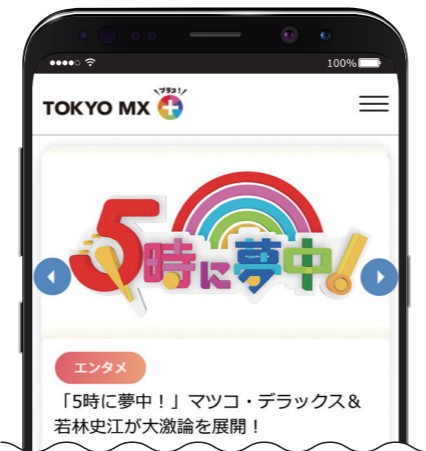 100%
プラス!
TOKYO MX
5時に夢中!
エンタメ
「5時に夢中！」マツコ・デラックス＆
若林史江が大激論を展開！